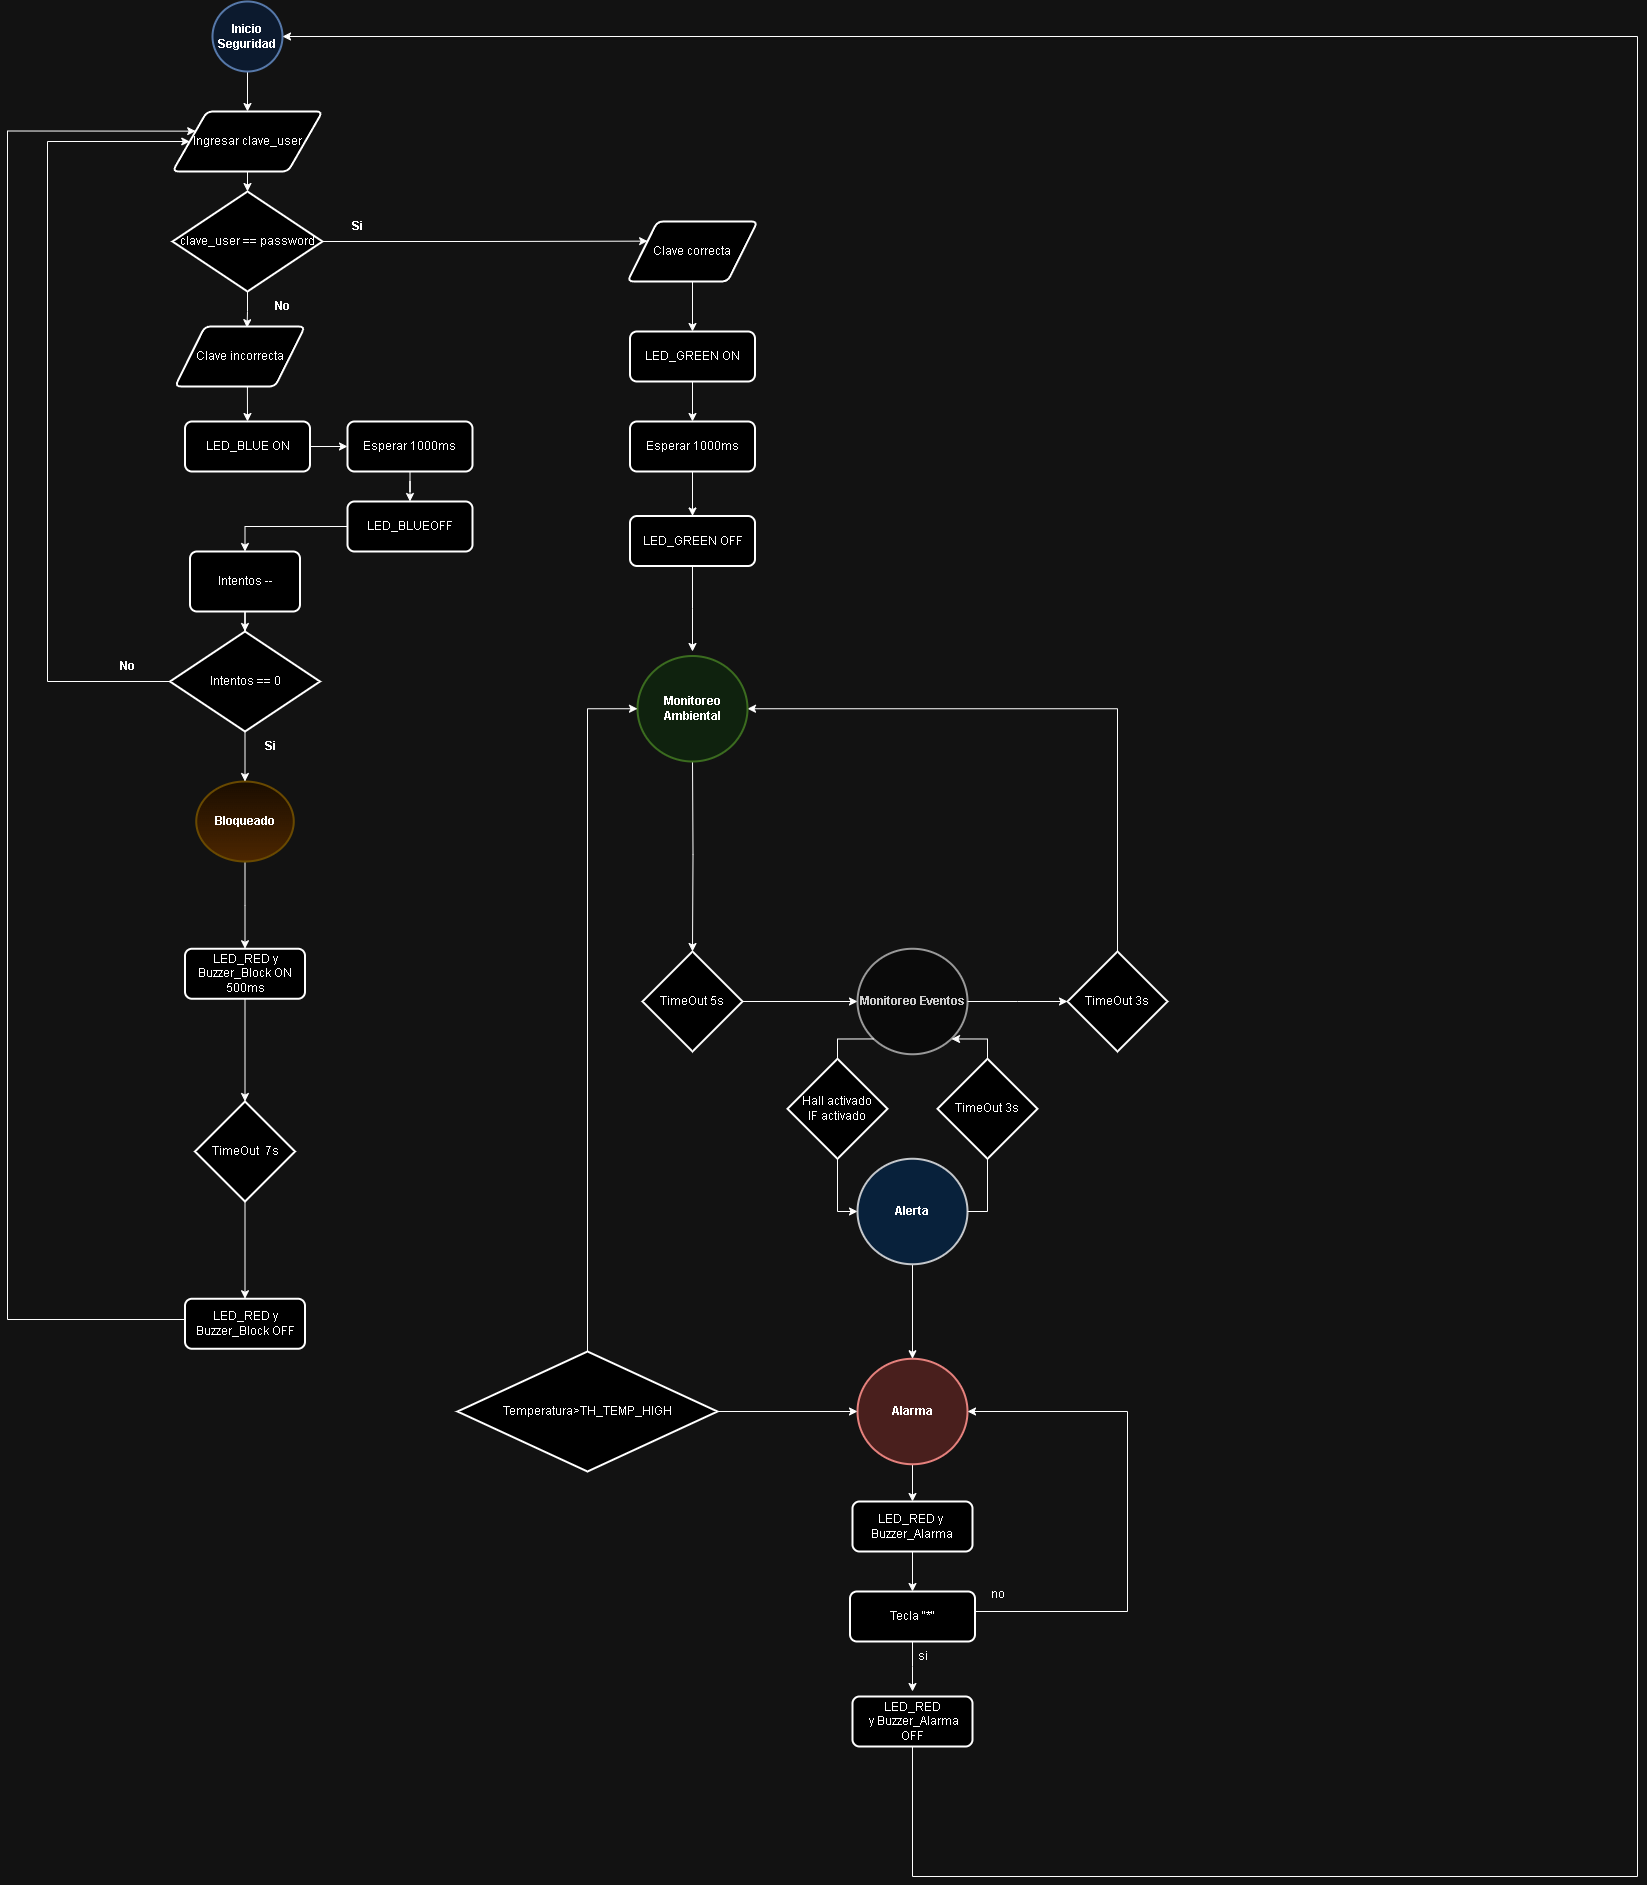 Inicio
Seguridad
Ingresar clave_user
clave_user == password
Si
Clave correcta
No
Clave incorrecta
LED_GREEN ON
LED_BLUE ON
Esperar 1000ms
Esperar 1000ms
LED_BLUEOFF
LED_GREEN OFF
Intentos --
No
Intentos == 0
Si
Monitoreo
Ambiental
Bloqueado
LED_RED y
Buzzer_Block ON
500ms
TimeOut 5s
Monitoreo Eventos
TimeOut 3s
Hall activado
IF activado
TimeOut 3s
TimeOut  7s
Alerta
LED_RED y
Buzzer_Block OFF
Temperatura>TH_TEMP_HIGH
Alarma
LED_RED y
Buzzer_Alarma
no
Tecla "*"
si
LED_RED
y Buzzer_Alarma
OFF